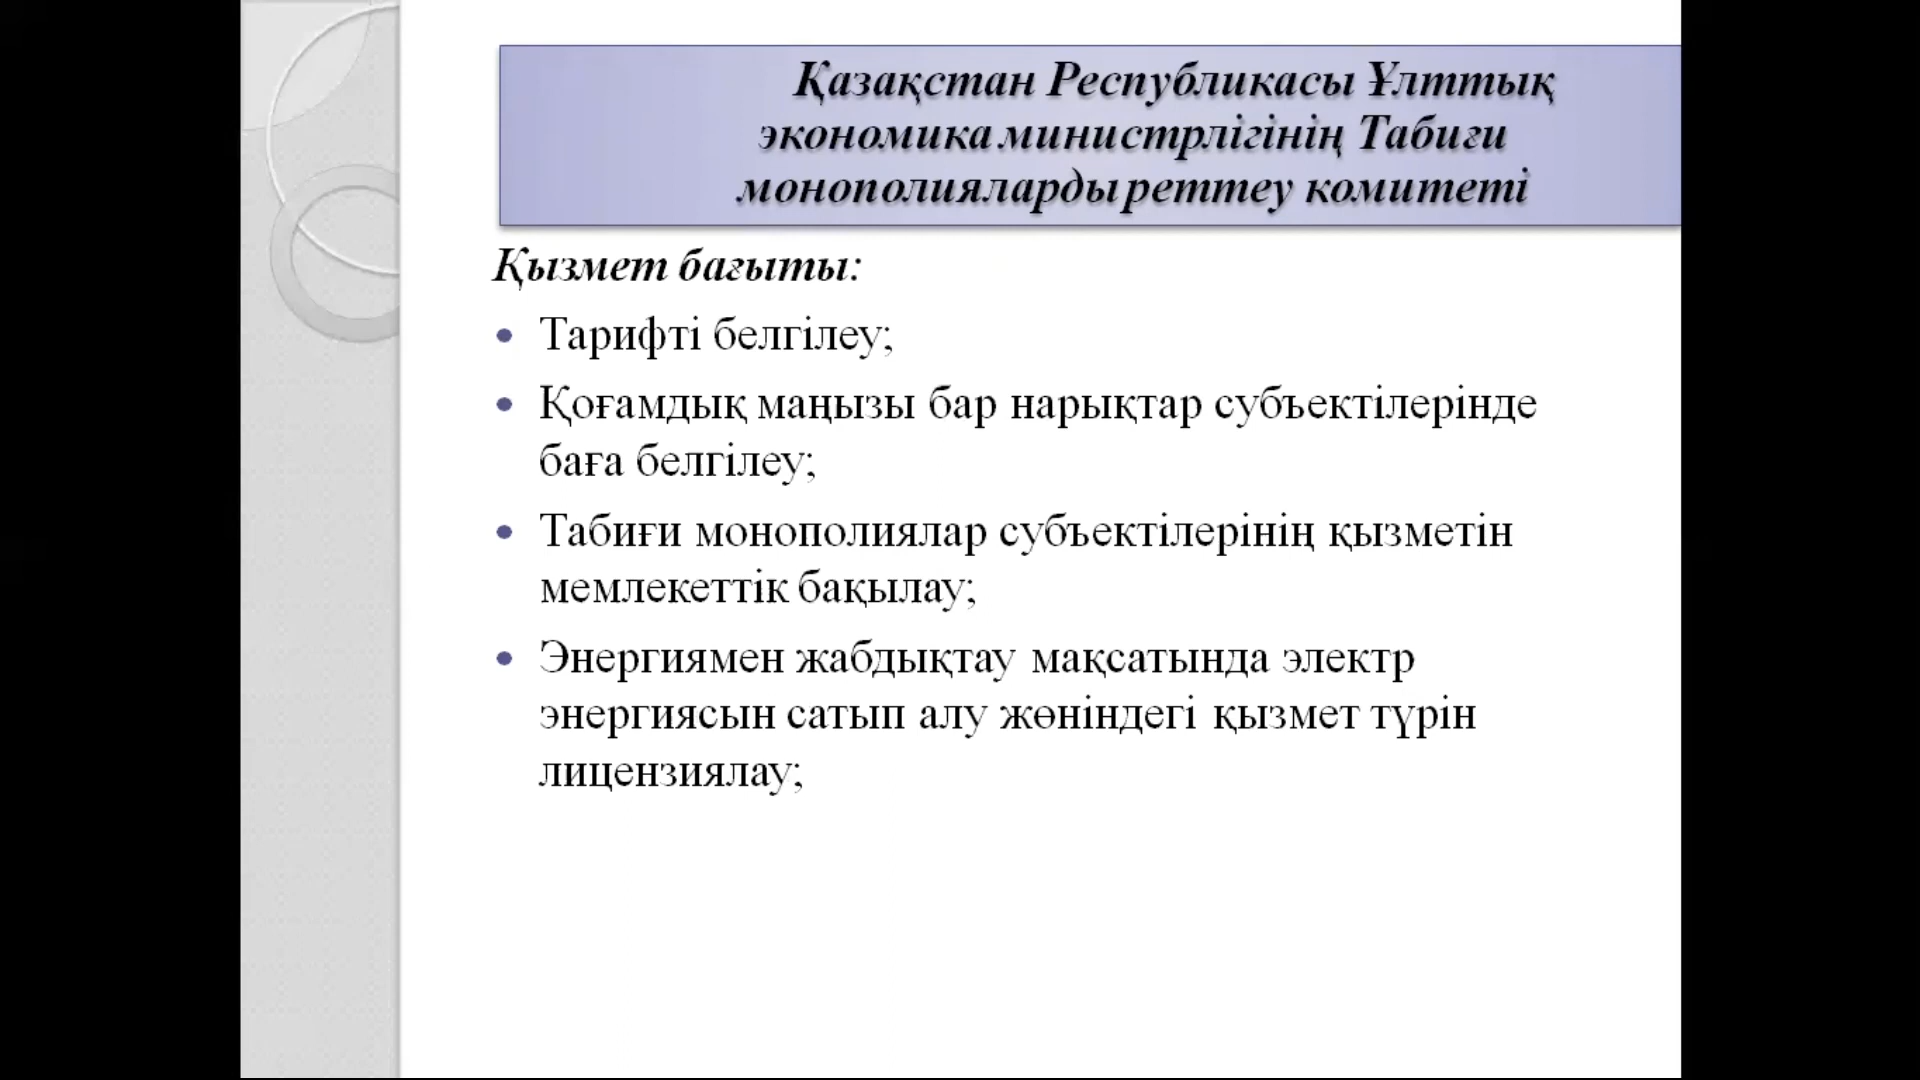 Қазақстан Республикасы Ұлттық
экономика министрлігінің Табиғи
монополияларды реттеу комитеті
Қызмет бағыты:
• Тарифті белгілеу;
• Қоғамдық маңызы бар нарықтар субъектілерінде
баға белгілеу;
• Табиғи монополиялар субъектілерінің қызметін
мемлекеттік бақылау;
• Энергиямен жабдықтау мақсатында электр
энергиясын сатып алу жөніндегі қызмет түрін
лицензиялау;